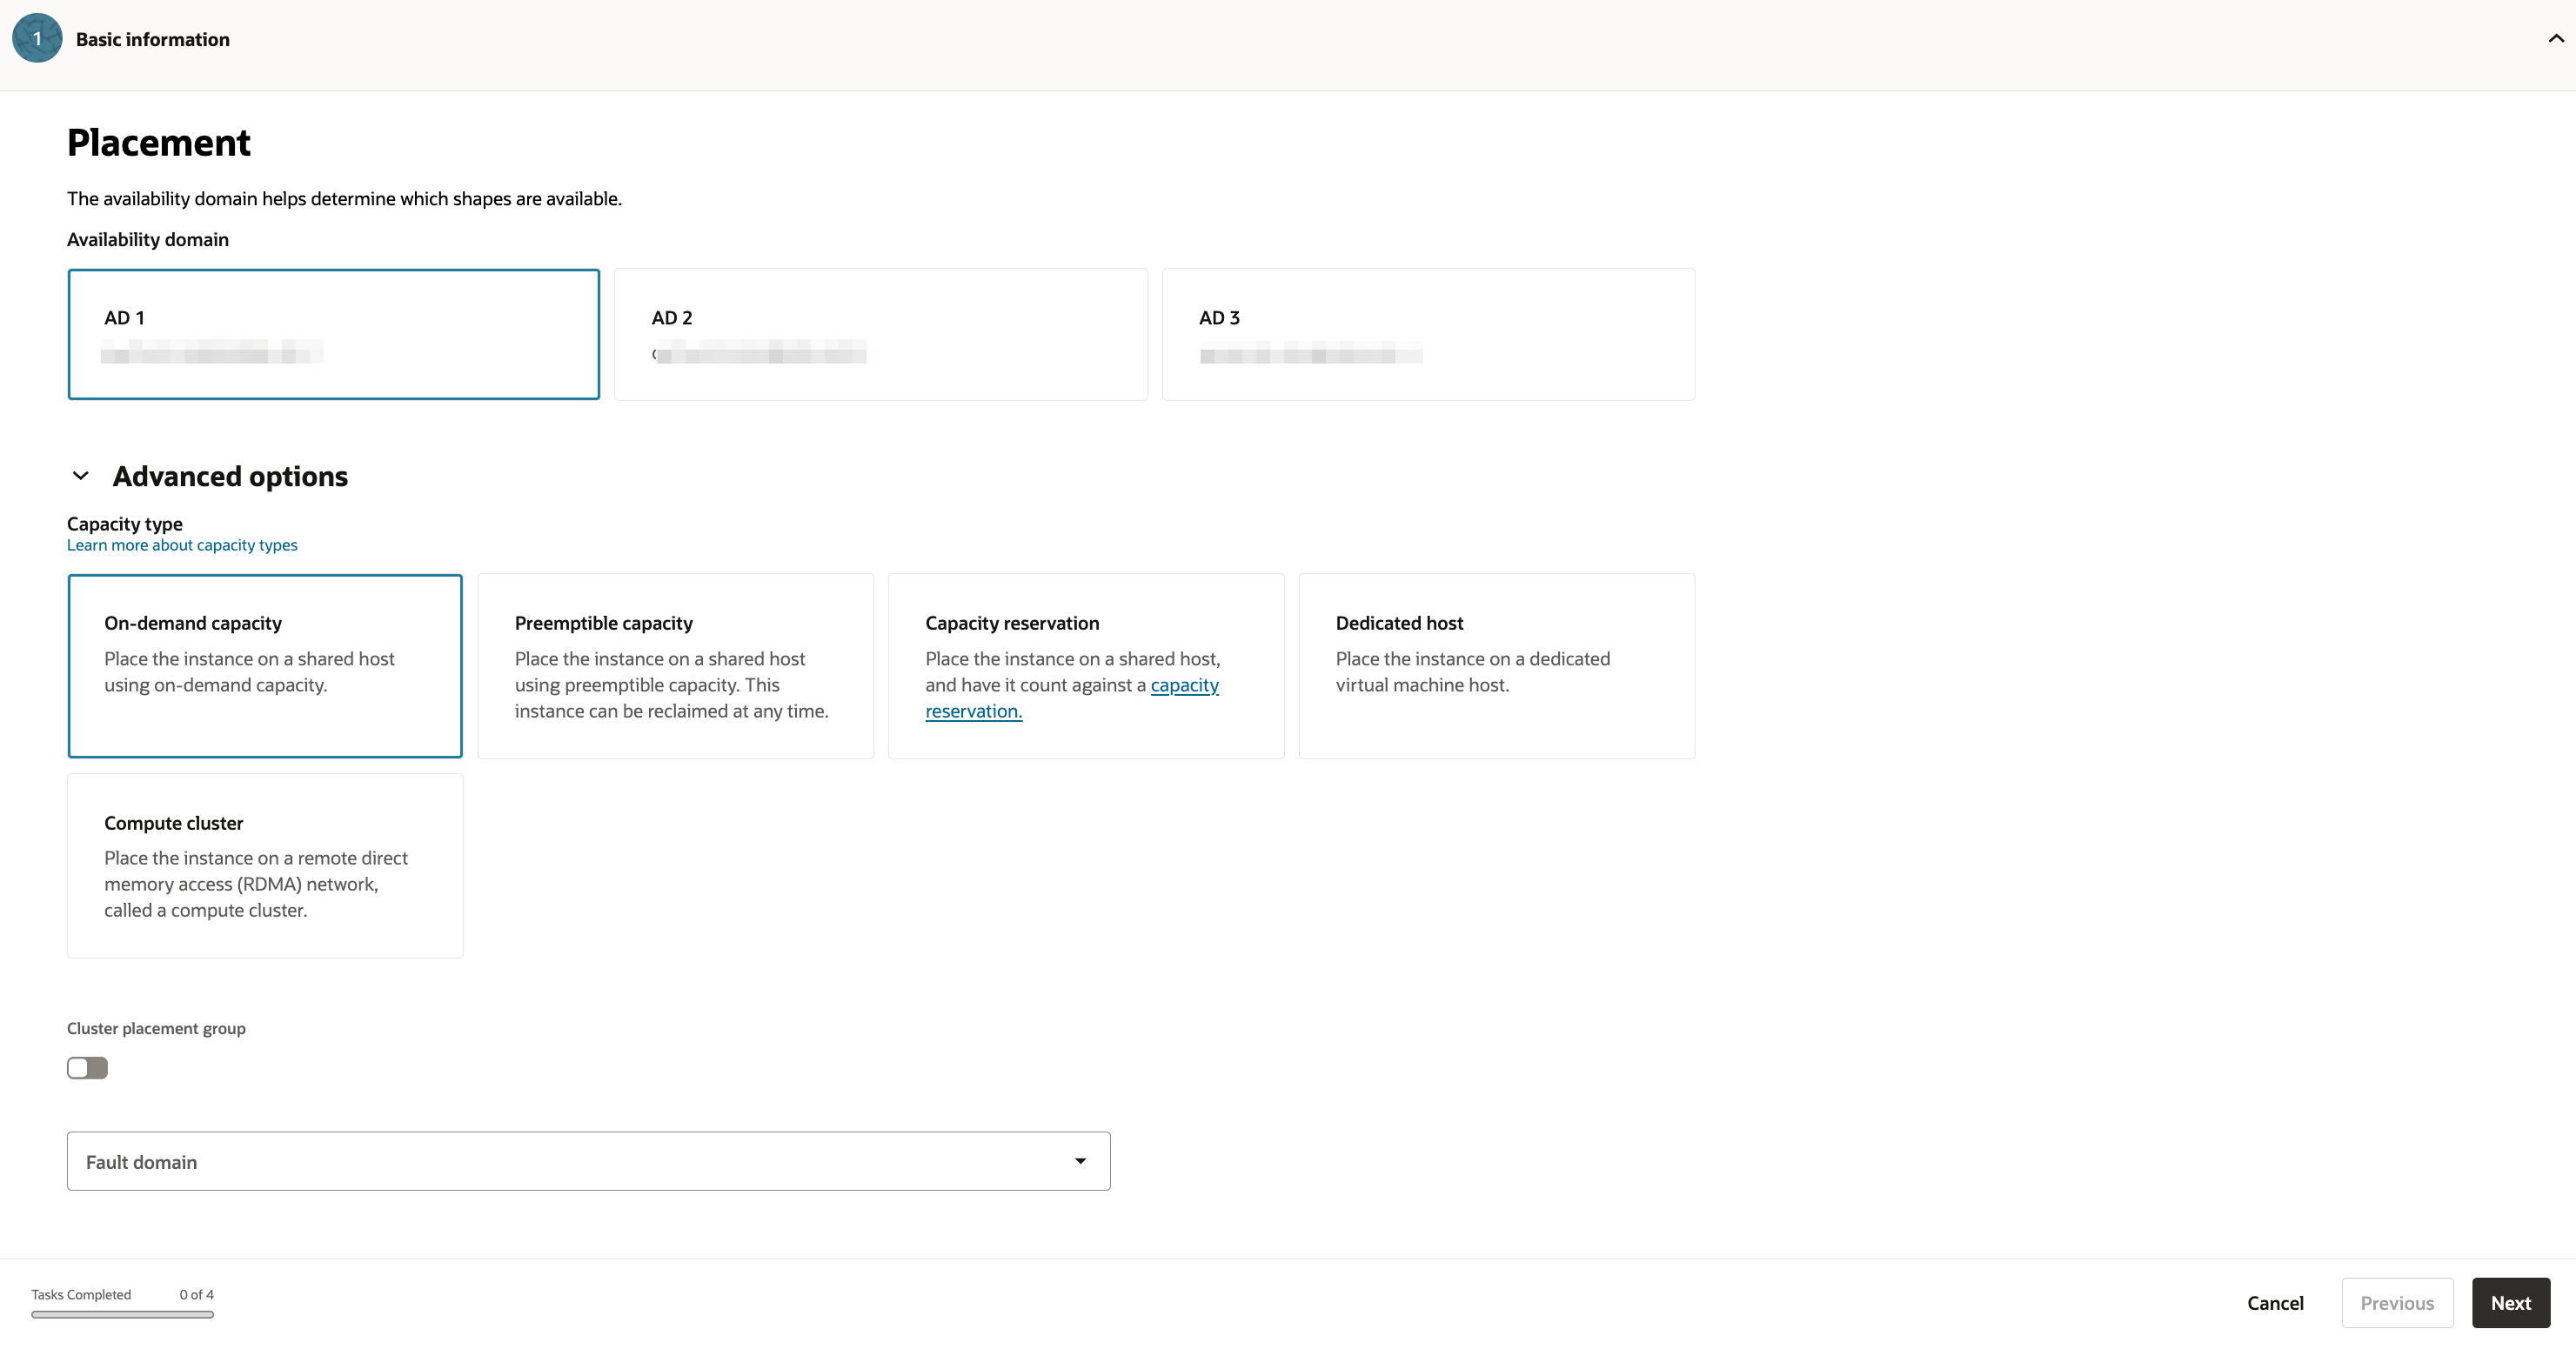 1
Basic information
Placement
The availability domain helps determine which shapes are available.
Availability domain
AD 1
AD 2
AD 3
Advanced options
Capacity type
Learn more about capacity types
On-demand capacity
Place the instance on a shared host
using on-demand capacity.
Preemptible capacity
Place the instance on a shared host
using preemptible capacity. This
instance can be reclaimed at any time.
Capacity reservation
Place the instance on a shared host,
and have it count against a capacity
reservation.
Dedicated host
Place the instance on a dedicated
virtual machine host.
Compute cluster
Place the instance on a remote direct
memory access (RDMA) network,
called a compute cluster.
Cluster placement group
Fault domain
Tasks Completed 0 of 4
Cancel
Previous
Next